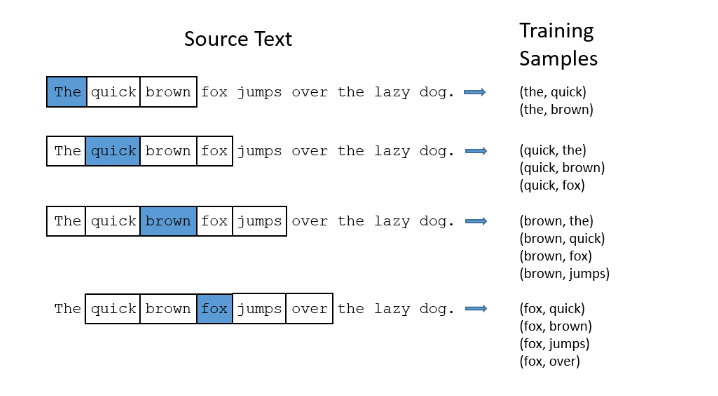 Source Text
Training
Samples
The quick brown fox jumps over the lazy dog.
(the, quick)
(the, brown)
The quick brown fox jumps over the lazy dog.
(quick, the)
(quick, brown)
(quick, fox)
The quick brown fox jumps over the lazy dog.
(brown, the)
(brown, quick)
(brown, fox)
(brown, jumps)
The quick brown fox jumps over the lazy dog.
(fox, quick)
(fox, brown)
(fox, jumps)
(fox, over)